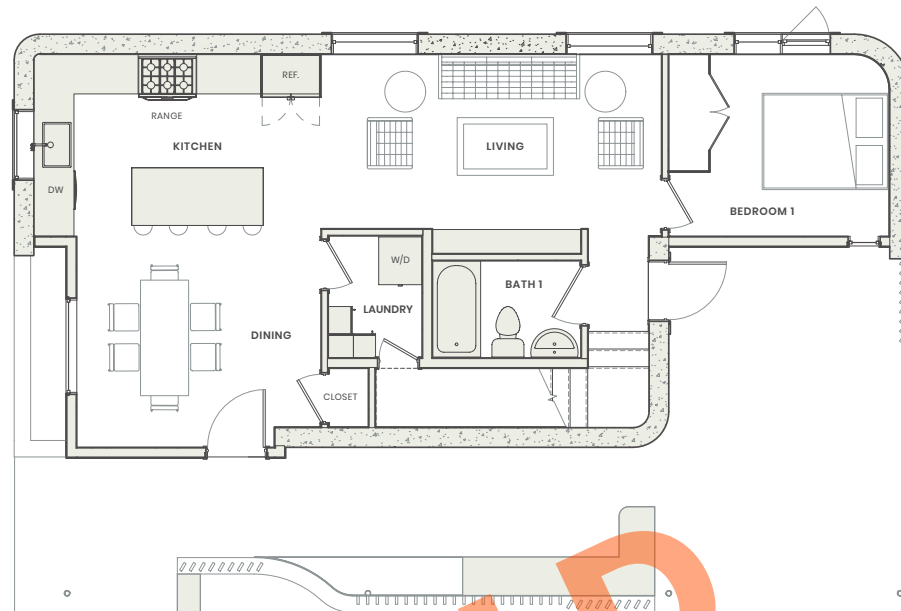 REF.
RANGE
KITCHEN
LIVING
DW
BEDROOM 1
W/D
BATH 1
LAUNDRY
DINING
CLOSET